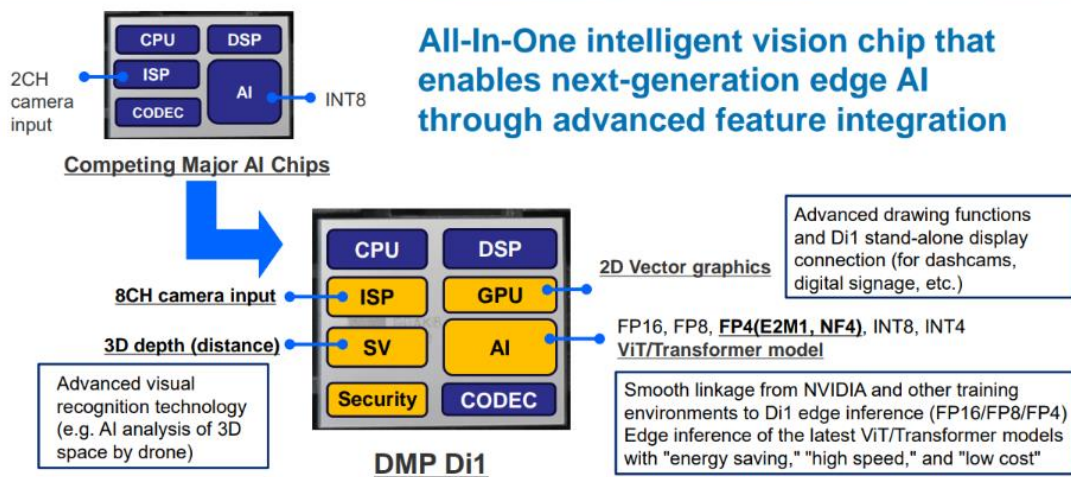 CPU
DSP
ISP
AI
CODEC
2CH
camera
input
INT8
Competing Major AI Chips
All-In-One intelligent vision chip that
enables next-generation edge AI
through advanced feature integration
CPU
DSP
ISP
GPU
SV
AI
Security
CODEC
DMP Di1
8CH camera input
3D depth (distance)
Advanced visual
recognition technology
(e.g. AI analysis of 3D
space by drone)
2D Vector graphics
Advanced drawing functions
and Di1 stand-alone display
connection (for dashcams,
digital signage, etc.)
FP16, FP8, FP4(E2M1, NF4), INT8, INT4
ViT/Transformer model
Smooth linkage from NVIDIA and other training
environments to Di1 edge inference (FP16/FP8/FP4)
Edge inference of the latest ViT/Transformer models
with "energy saving," "high speed," and "low cost"